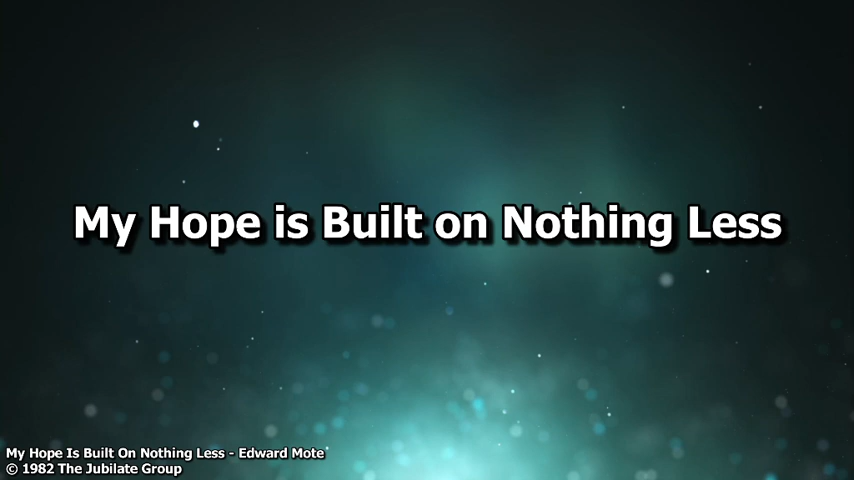 My Hope is Built on Nothing Less
My Hope Is Built On Nothing Less - Edward Mote
© 1982 The Jubilate Group